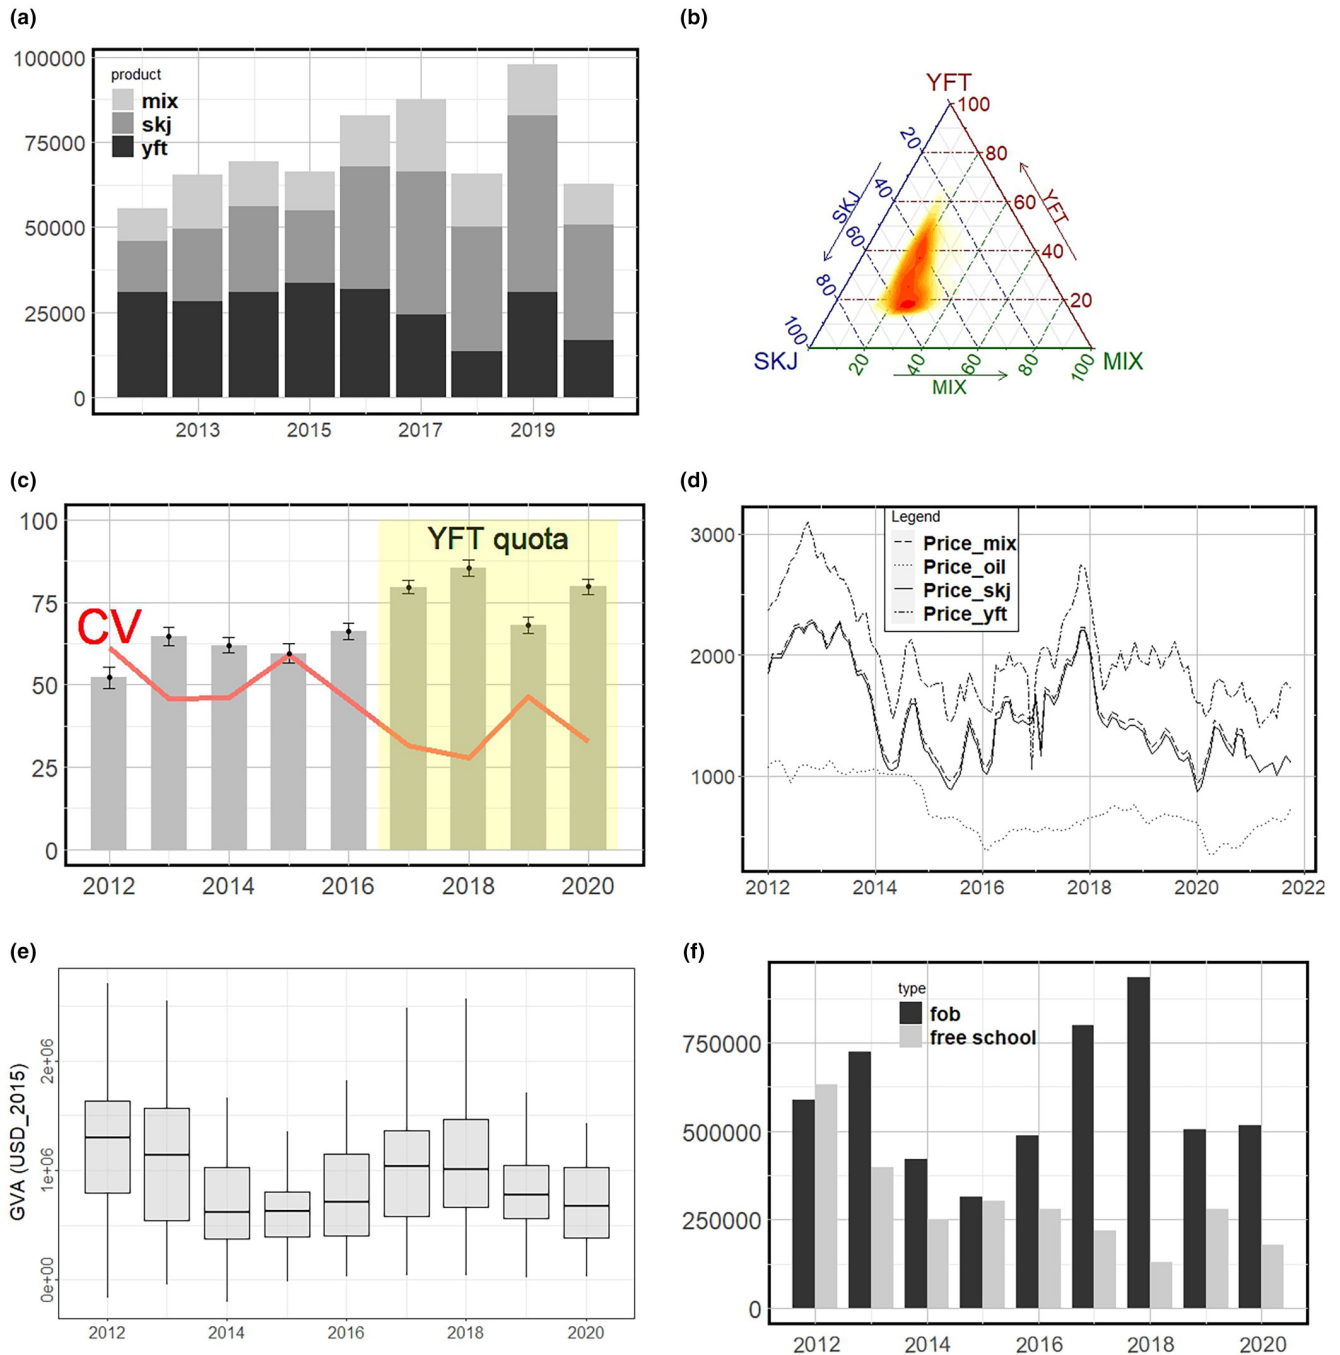 (a)
100000
75000
50000
25000
0
product
mix
skj
yft
2013
2015
2017
2019
(b)
YFT
100
80
60
40
20
YFT
20
40
60
80
100
SKJ
SKJ
MIX
20
40
60
80
100
MIX
(c)
100
75
50
25
0
CV
YFT quota
2012
2014
2016
2018
2020
(d)
3000
2000
1000
Legend
Price_mix
Price_oil
Price_skj
Price_yft
2012
2014
2016
2018
2020
2022
(e)
GVA (USD_2015)
2e+06
1e+06
0e+00
2012
2014
2016
2018
2020
(f)
750000
500000
250000
0
type
fob
free school
2012
2014
2016
2018
2020